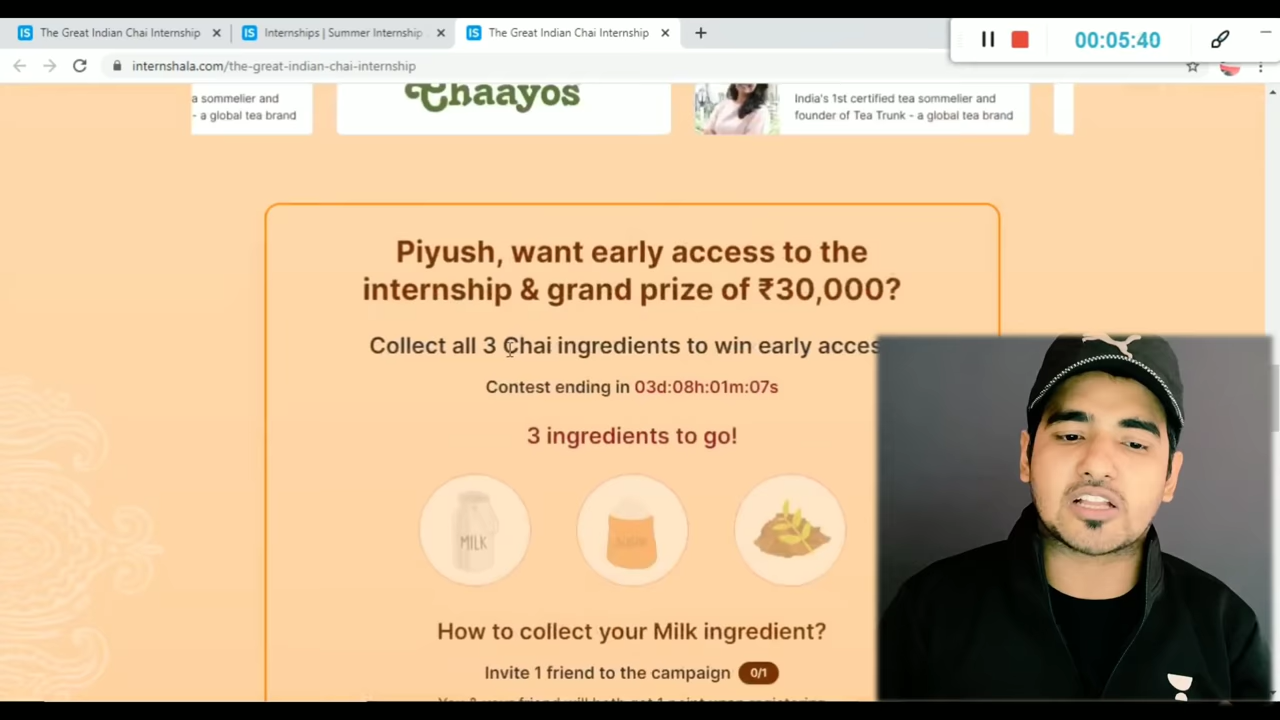 The Great Indian Chai Internship
Internships | Summer Internship
The Great Indian Chai Internship
00:05:40
internshala.com/the-great-indian-chai-internship
a sommelier and
- a global tea brand
Chaayos
India's 1st certified tea sommelier and
founder of Tea Trunk - a global tea brand
Piyush, want early access to the
internship & grand prize of ₹30,000?
Collect all 3 Chai ingredients to win early acces
Contest ending in 03d:08h:01m:07s
3 ingredients to go!
MILK
How to collect your Milk ingredient?
Invite 1 friend to the campaign 0/1